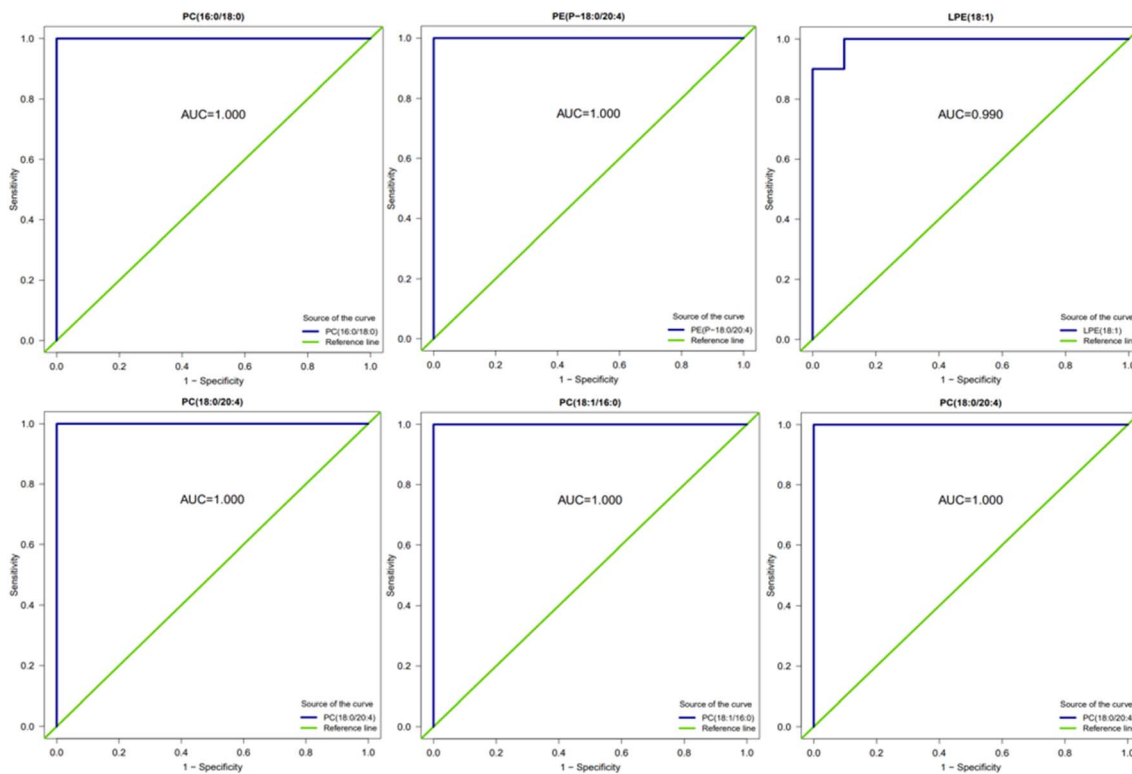 PC(16:0/18:0)
1.0
0.8
0.6
0.4
0.2
0.0
Sensitivity
AUC=1.000
Source of the curve
PC(16:0/18:0)
Reference line
0.0 0.2 0.4 0.6 0.8 1.0
1 − Specificity
PE(P−18:0/20:4)
1.0
0.8
0.6
0.4
0.2
0.0
Sensitivity
AUC=1.000
Source of the curve
PE(P−18:0/20:4)
Reference line
0.0 0.2 0.4 0.6 0.8 1.0
1 − Specificity
LPE(18:1)
1.0
0.8
0.6
0.4
0.2
0.0
Sensitivity
AUC=0.990
Source of the curve
LPE(18:1)
Reference line
0.0 0.2 0.4 0.6 0.8 1.0
1 − Specificity
PC(18:0/20:4)
1.0
0.8
0.6
0.4
0.2
0.0
Sensitivity
AUC=1.000
Source of the curve
PC(18:0/20:4)
Reference line
0.0 0.2 0.4 0.6 0.8 1.0
1 − Specificity
PC(18:1/16:0)
1.0
0.8
0.6
0.4
0.2
0.0
Sensitivity
AUC=1.000
Source of the curve
PC(18:1/16:0)
Reference line
0.0 0.2 0.4 0.6 0.8 1.0
1 − Specificity
PC(18:0/20:4)
1.0
0.8
0.6
0.4
0.2
0.0
Sensitivity
AUC=1.000
Source of the curve
PC(18:0/20:4)
Reference line
0.0 0.2 0.4 0.6 0.8 1.0
1 − Specificity